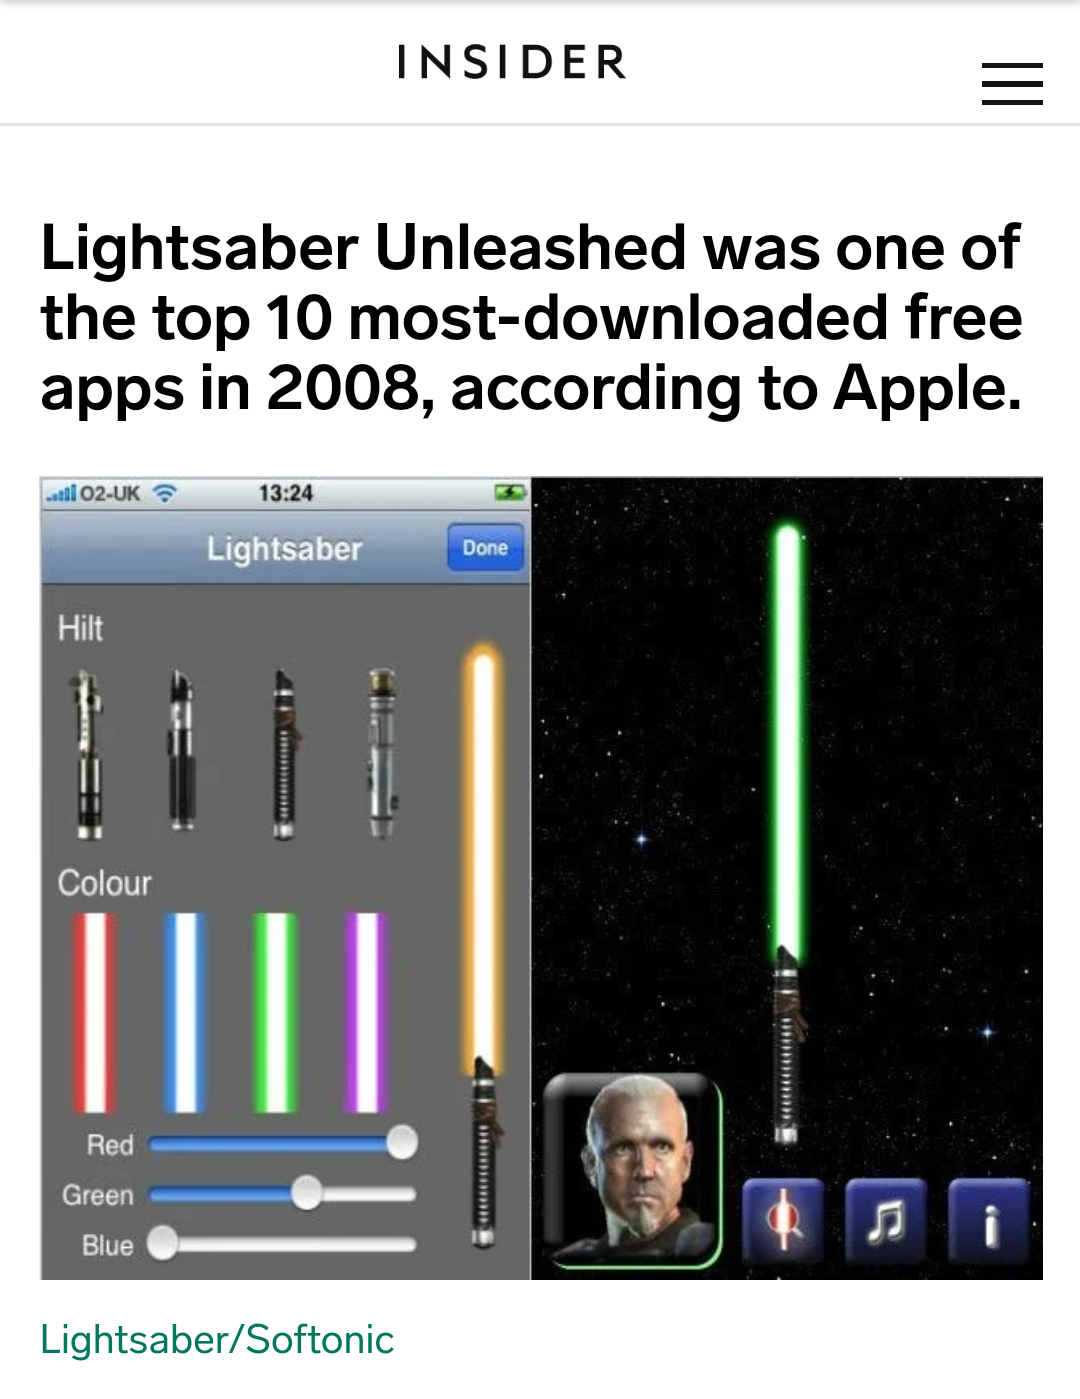 INSIDER
Lightsaber Unleashed was one of
the top 10 most-downloaded free
apps in 2008, according to Apple.
O2-UK 13:24
Lightsaber Done
Hilt
Colour
Red
Green
Blue
i
Lightsaber/Softonic